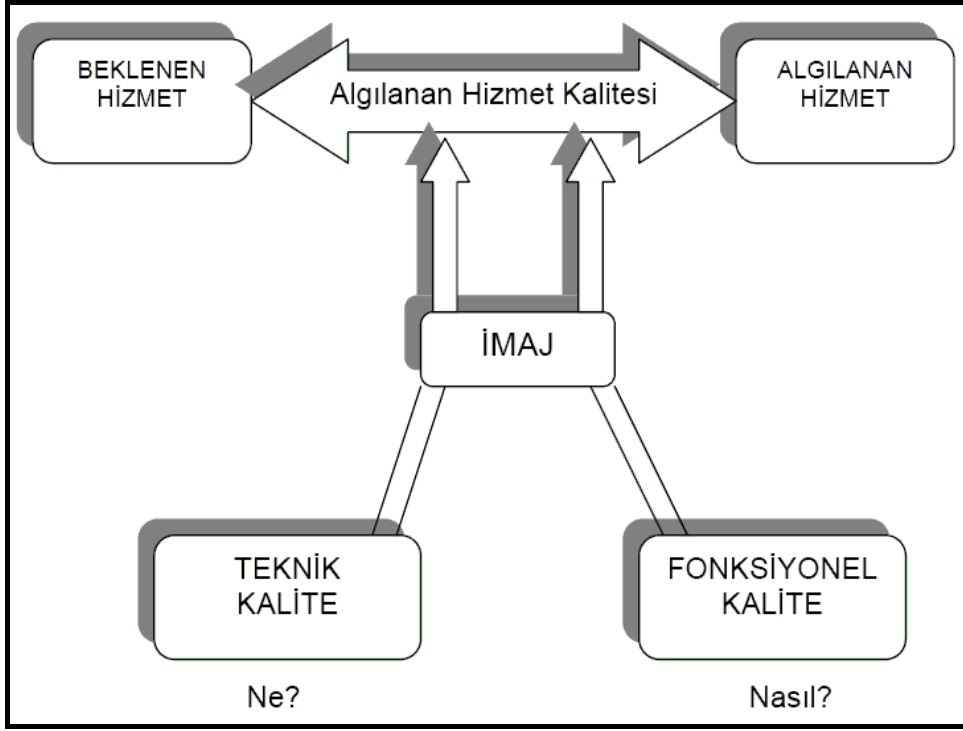 BEKLENEN
HİZMET
Algılanan Hizmet Kalitesi
ALGILANAN
HİZMET
İMAJ
TEKNİK
KALİTE
FONKSİYONEL
KALİTE
Ne?
Nasıl?